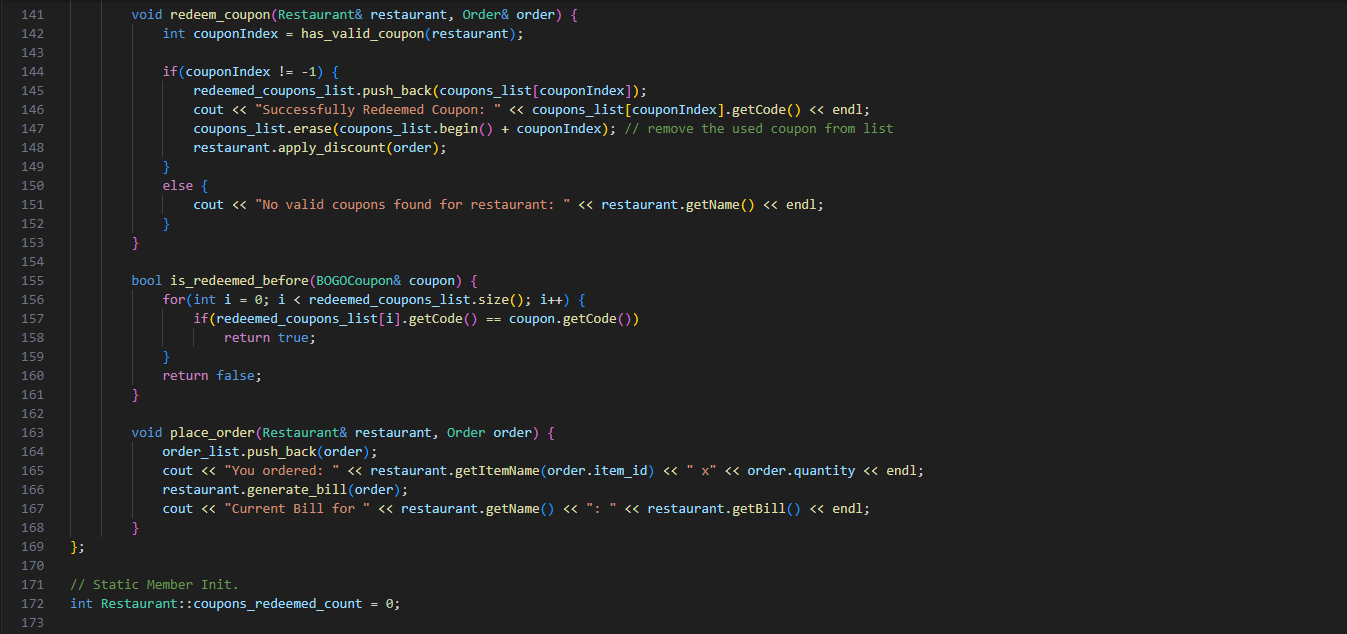 141 void redeem_coupon(Restaurant& restaurant, Order& order) {
142 int couponIndex = has_valid_coupon(restaurant);
143
144 if(couponIndex != -1) {
145 redeemed_coupons_list.push_back(coupons_list[couponIndex]);
146 cout << "Successfully Redeemed Coupon: " << coupons_list[couponIndex].getCode() << endl;
147 coupons_list.erase(coupons_list.begin() + couponIndex); // remove the used coupon from list
148 restaurant.apply_discount(order);
149 }
150 else {
151 cout << "No valid coupons found for restaurant: " << restaurant.getName() << endl;
152 }
153 }
154
155 bool is_redeemed_before(BOGOCoupon& coupon) {
156 for(int i = 0; i < redeemed_coupons_list.size(); i++) {
157 if(redeemed_coupons_list[i].getCode() == coupon.getCode())
158 return true;
159 }
160 return false;
161 }
162
163 void place_order(Restaurant& restaurant, Order order) {
164 order_list.push_back(order);
165 cout << "You ordered: " << restaurant.getItemName(order.item_id) << " x" << order.quantity << endl;
166 restaurant.generate_bill(order);
167 cout << "Current Bill for " << restaurant.getName() << ": " << restaurant.getBill() << endl;
168 }
169 };
170
171 // Static Member Init.
172 int Restaurant::coupons_redeemed_count = 0;
173